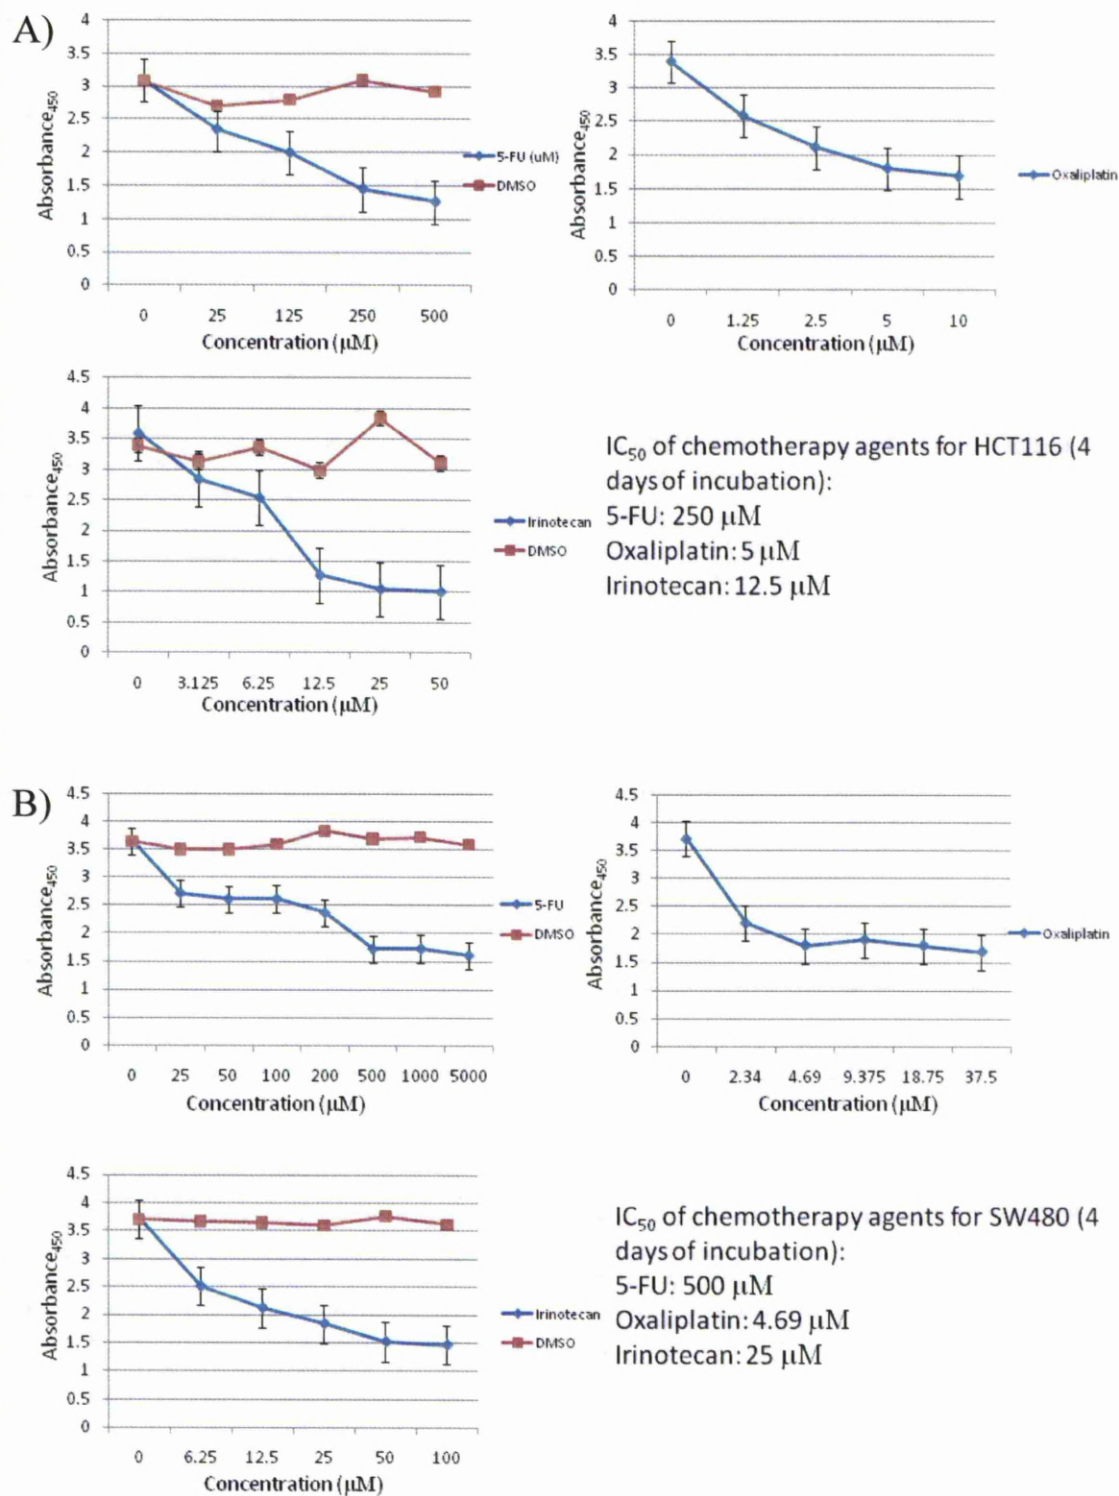 A)
4
3.5
3
2.5
2
1.5
1
0.5
0
Absorbance450
0 25 125 250 500
Concentration (µM)
5-FU (uM)
DMSO
4
3.5
3
2.5
2
1.5
1
0.5
0
Absorbance450
0 1.25 2.5 5 10
Concentration (µM)
Oxaliplatin
4.5
4
3.5
3
2.5
2
1.5
1
0.5
0
Absorbance450
0 3.125 6.25 12.5 25 50
Concentration (µM)
Irinotecan
DMSO
IC50 of chemotherapy agents for HCT116 (4
days of incubation):
5-FU: 250 µM
Oxaliplatin: 5 µM
Irinotecan: 12.5 µM
B)
4.5
4
3.5
3
2.5
2
1.5
1
0.5
0
Absorbance450
0 25 50 100 200 500 1000 5000
Concentration (µM)
5-FU
DMSO
4.5
4
3.5
3
2.5
2
1.5
1
0.5
0
Absorbance450
0 2.34 4.69 9.375 18.75 37.5
Concentration (µM)
Oxaliplatin
4.5
4
3.5
3
2.5
2
1.5
1
0.5
0
Absorbance450
0 6.25 12.5 25 50 100
Concentration (µM)
Irinotecan
DMSO
IC50 of chemotherapy agents for SW480 (4
days of incubation):
5-FU: 500 µM
Oxaliplatin: 4.69 µM
Irinotecan: 25 µM